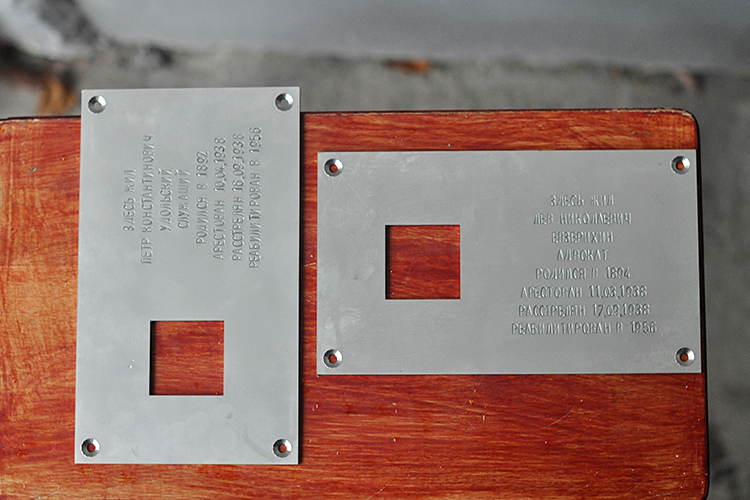 ЗДЕСЬ ЖИЛ
ПЕТР КОНСТАНТИНОВИЧ
УДОЛЬСКИЙ
СЛУЖАЩИЙ
РОДИЛСЯ В 1892
АРЕСТОВАН 10.04.1938
РАССТРЕЛЯН 16.09.1938
РЕАБИЛИТИРОВАН В 1956
ЗДЕСЬ ЖИЛ
ЛЕВ НИКОЛАЕВИЧ
ЕВЗЕРИХИН
АДВОКАТ
РОДИЛСЯ В 1894
АРЕСТОВАН 11.03.1938
РАССТРЕЛЯН 17.09.1938
РЕАБИЛИТИРОВАН В 1956